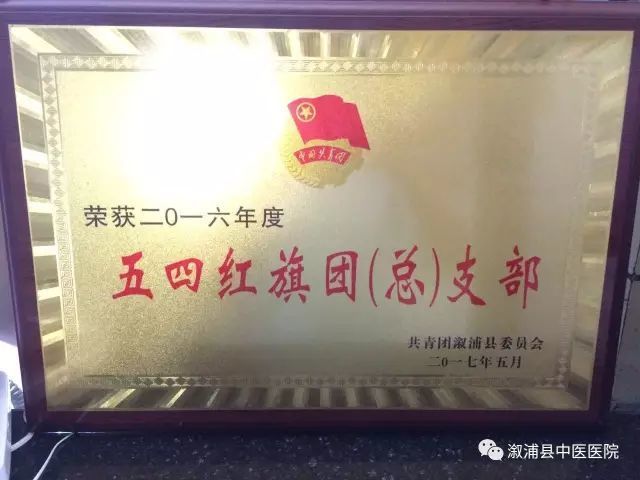 中国共青团
荣获二0一六年度
五四红旗团(总)支部
共青团溆浦县委员会
二0一七年五月
溆浦县中医医院